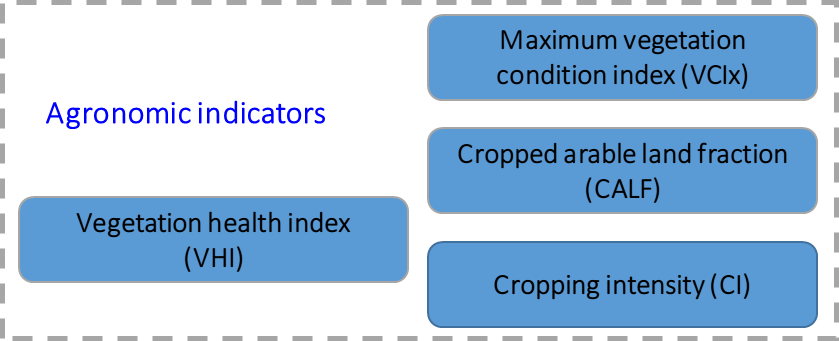 Agronomic indicators
Vegetation health index
(VHI)
Maximum vegetation
condition index (VCIx)
Cropped arable land fraction
(CALF)
Cropping intensity (CI)